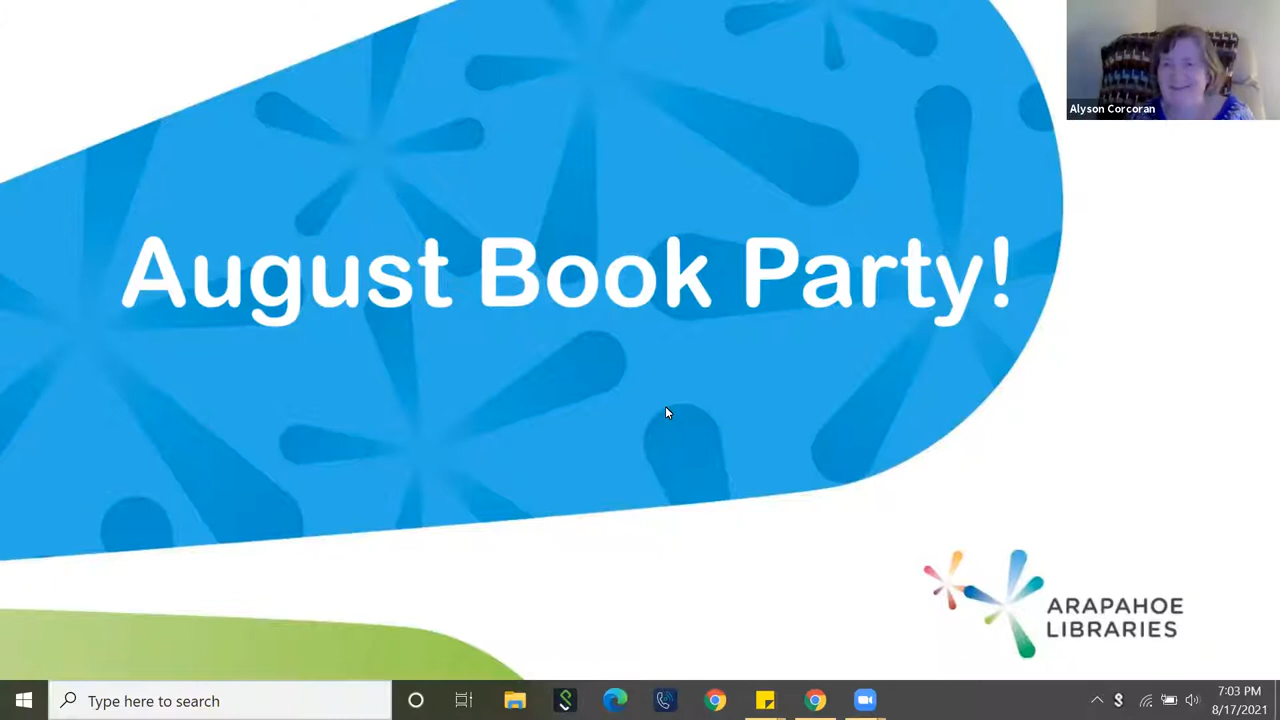 Alyson Corcoran
August Book Party!
ARAPAHOE
LIBRARIES
Type here to search
7:03 PM
8/17/2021